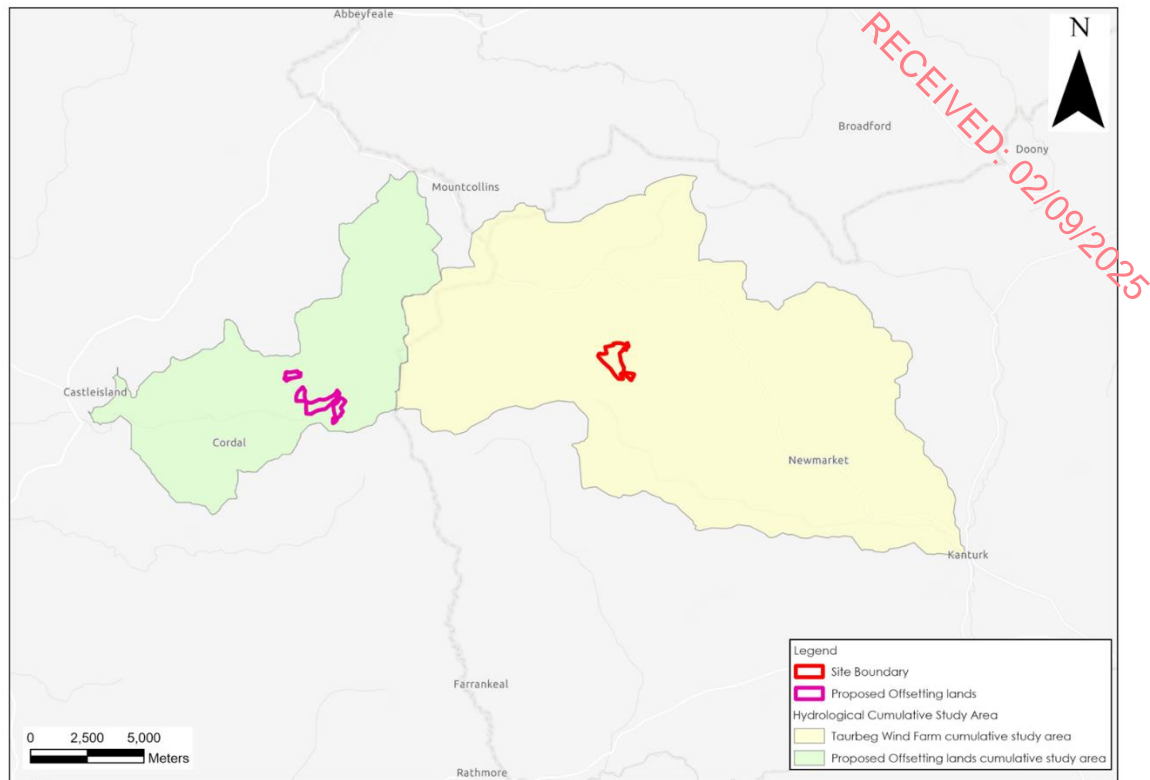 Abbeyfeale
N
RECEIVED: 02/09/2025
Broadford
Doony
Mountcollins
Castleisland
Cordal
Newmarket
Kanturk
Farrankeal
Rathmore
0 2,500 5,000
Meters
Legend
Site Boundary
Proposed Offsetting lands
Hydrological Cumulative Study Area
Taurbeg Wind Farm cumulative study area
Proposed Offsetting lands cumulative study area